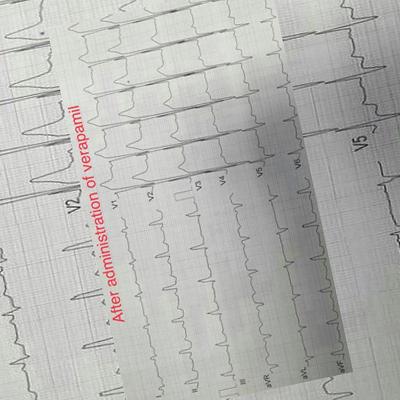 After administration of verapamil
V2
V5
V1
V2
V3
V4
V5
V6
I
II
III
aVR
aVL
aVF